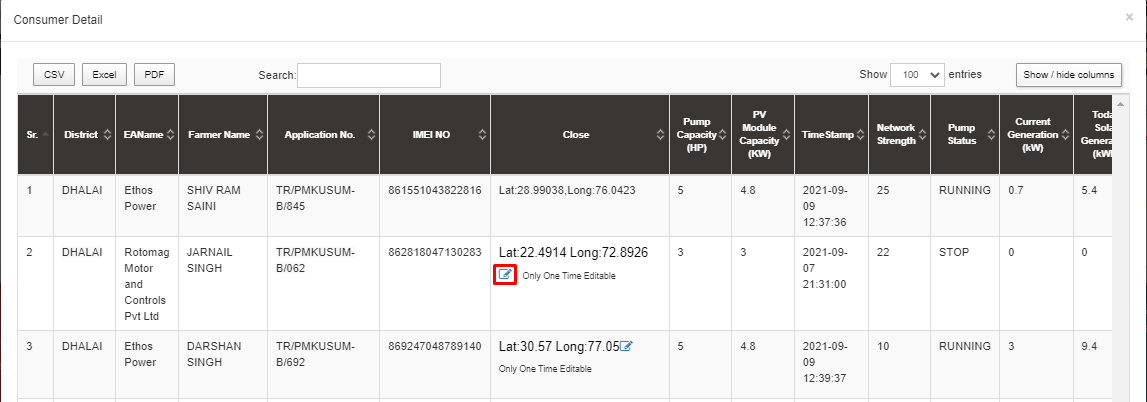 Consumer Detail ×
CSV Excel PDF Search: Show 100 entries Show / hide columns
Sr. District EAName Farmer Name Application No. IMEI NO Close Pump Capacity (HP) PV Module Capacity (KW) TimeStamp Network Strength Pump Status Current Generation (kW) Toda Sola Genera (kW
1 DHALAI Ethos Power SHIV RAM SAINI TR/PMKUSUM-B/845 861551043822816 Lat:28.99038,Long:76.0423 5 4.8 2021-09-09 12:37:36 25 RUNNING 0.7 5.4
2 DHALAI Rotomag Motor and Controls Pvt Ltd JARNAIL SINGH TR/PMKUSUM-B/062 862818047130283 Lat:22.4914 Long:72.8926 Only One Time Editable 3 3 2021-09-07 21:31:00 22 STOP 0 0
3 DHALAI Ethos Power DARSHAN SINGH TR/PMKUSUM-B/692 869247048789140 Lat:30.57 Long:77.05 Only One Time Editable 5 4.8 2021-09-09 12:39:37 10 RUNNING 3 9.4